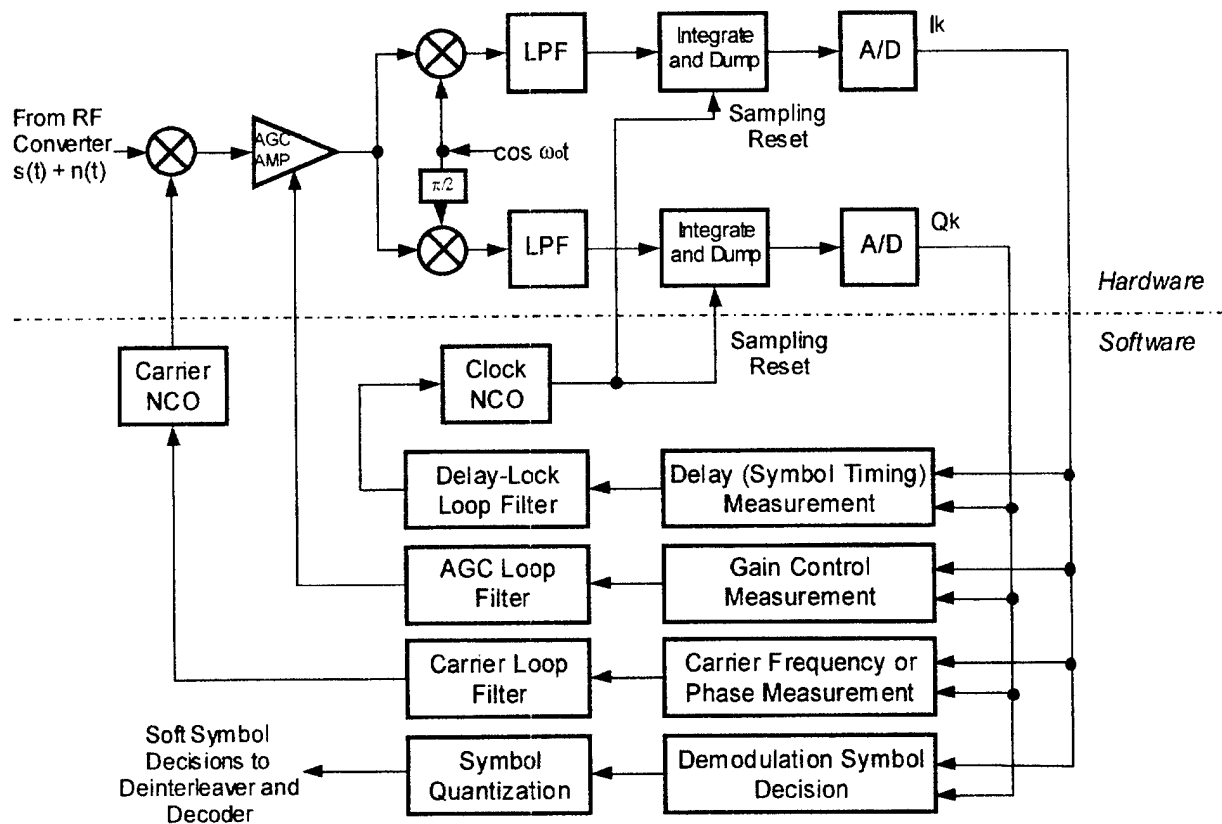 From RF
Converter
s(t) + n(t)
AGC
AMP
LPF
Integrate
and Dump
A/D
Ik
Sampling
Reset
cos ω₀t
π/2
LPF
Integrate
and Dump
A/D
Qk
Hardware
Software
Sampling
Reset
Carrier
NCO
Clock
NCO
Delay-Lock
Loop Filter
Delay (Symbol Timing)
Measurement
AGC Loop
Filter
Gain Control
Measurement
Carrier Loop
Filter
Carrier Frequency or
Phase Measurement
Soft Symbol
Decisions to
Deinterleaver and
Decoder
Symbol
Quantization
Demodulation Symbol
Decision